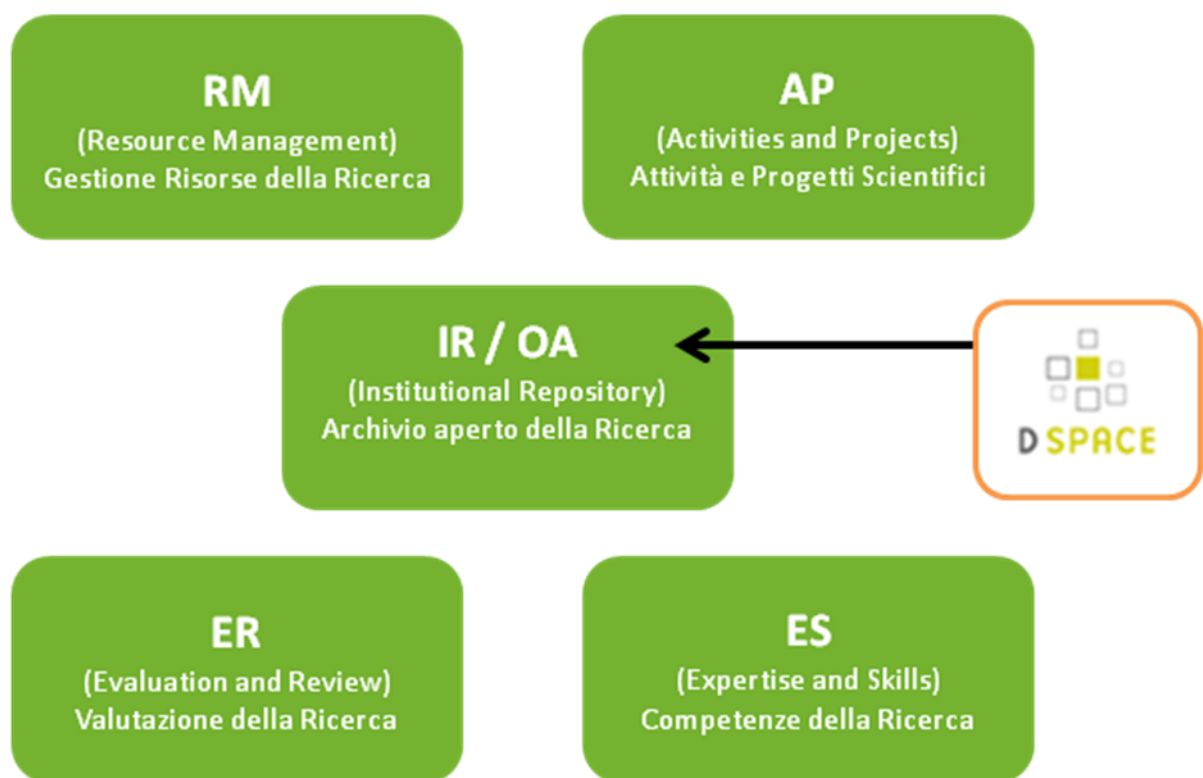 RM
(Resource Management)
Gestione Risorse della Ricerca
AP
(Activities and Projects)
Attività e Progetti Scientifici
IR / OA
(Institutional Repository)
Archivio aperto della Ricerca
D SPACE
ER
(Evaluation and Review)
Valutazione della Ricerca
ES
(Expertise and Skills)
Competenze della Ricerca